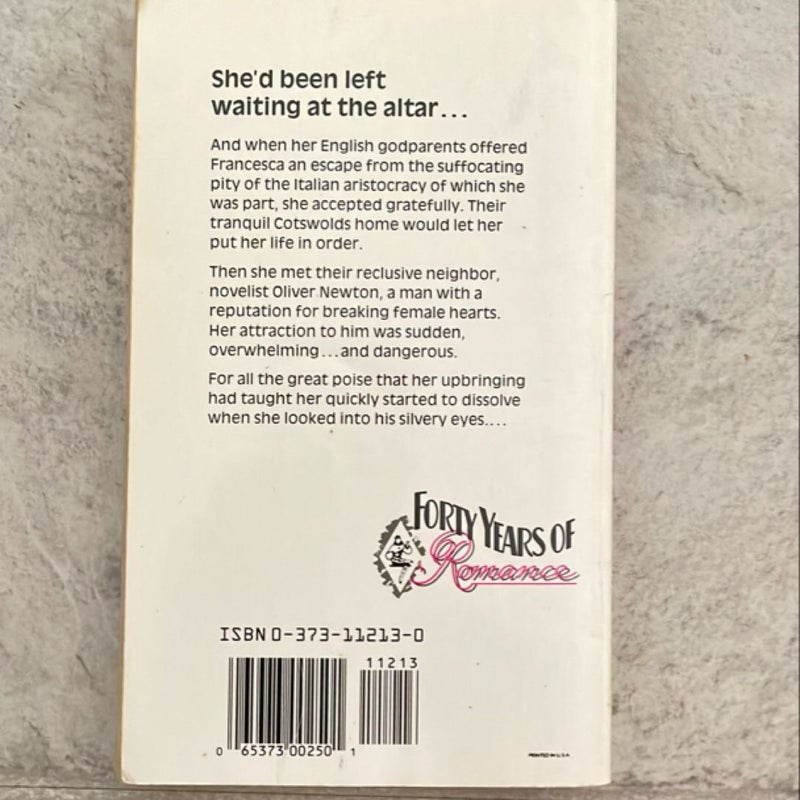 She'd been left
waiting at the altar...
And when her English godparents offered
Francesca an escape from the suffocating
pity of the Italian aristocracy of which she
was part, she accepted gratefully. Their
tranquil Cotswolds home would let her
put her life in order.
Then she met their reclusive neighbor,
novelist Oliver Newton, a man with a
reputation for breaking female hearts.
Her attraction to him was sudden,
overwhelming...and dangerous.
For all the great poise that her upbringing
had taught her quickly started to dissolve
when she looked into his silvery eyes....
FORTY YEARS OF
Romance
ISBN 0-373-11213-0
11213
0 65373 00250 1
PRINTED IN U.S.A.